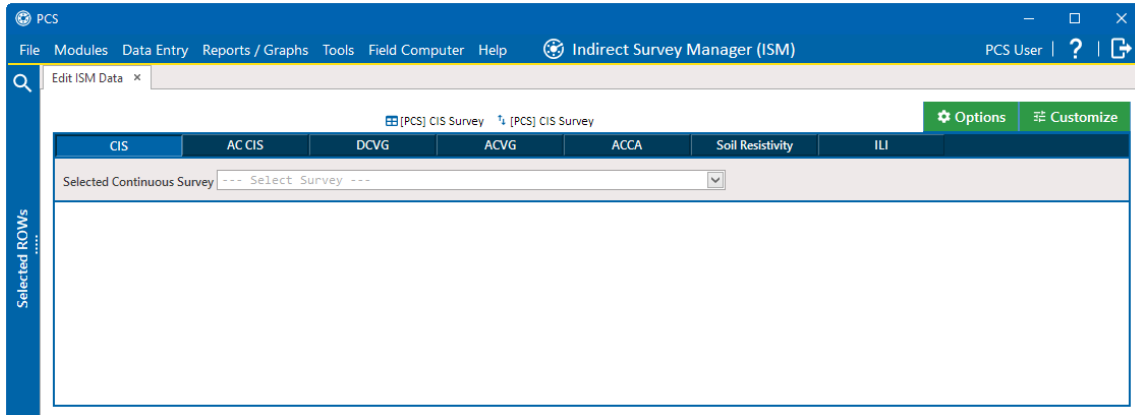 PCS
File Modules Data Entry Reports / Graphs Tools Field Computer Help Indirect Survey Manager (ISM) PCS User | ? |
Edit ISM Data ×
[PCS] CIS Survey [PCS] CIS Survey
Options Customize
CIS AC CIS DCVG ACVG ACCA Soil Resistivity ILI
Selected Continuous Survey --- Select Survey ---
Selected ROWs